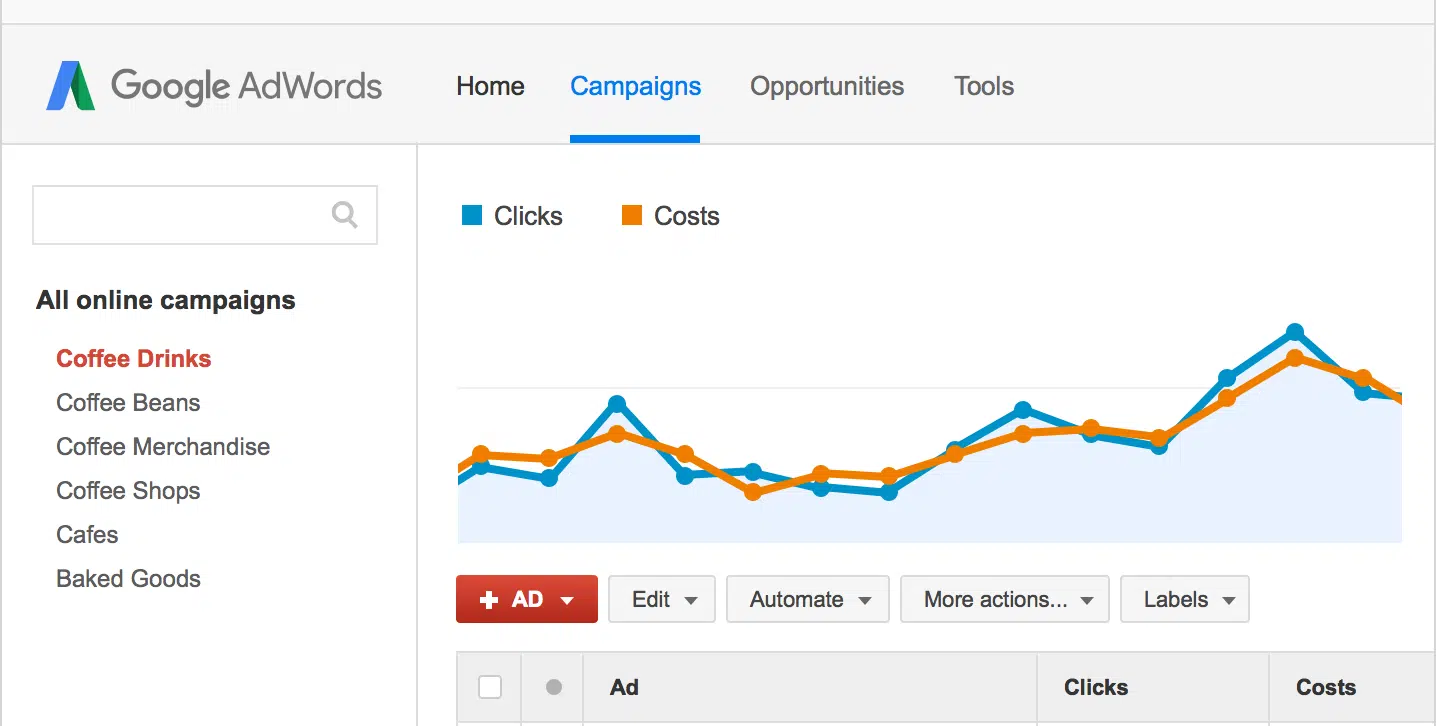 Google AdWords Home Campaigns Opportunities Tools
Clicks Costs
All online campaigns
Coffee Drinks
Coffee Beans
Coffee Merchandise
Coffee Shops
Cafes
Baked Goods
+ AD Edit Automate More actions... Labels
Ad Clicks Costs